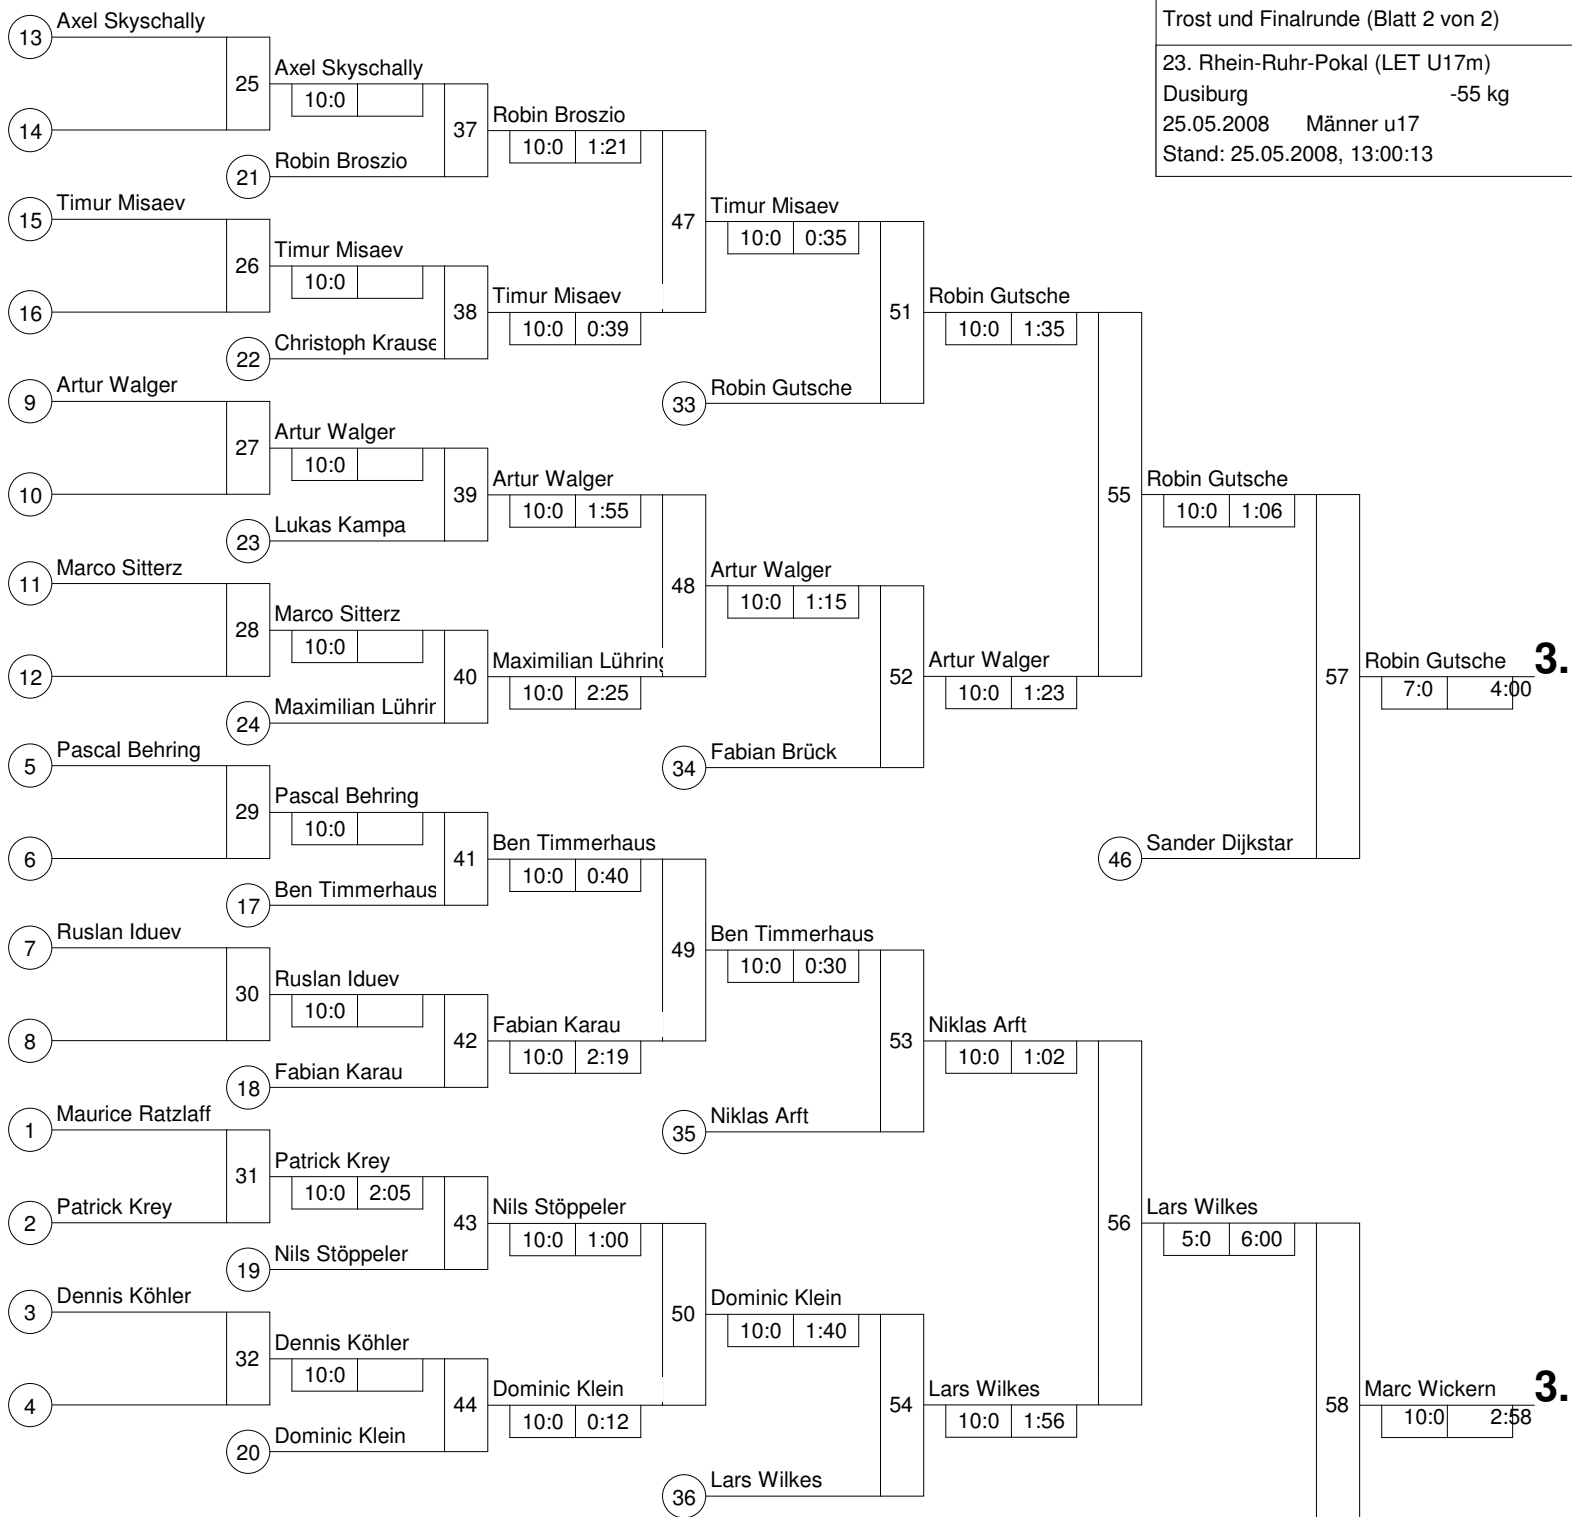 Trost und Finalrunde (Blatt 2 von 2)
23. Rhein-Ruhr-Pokal (LET U17m)
Dusiburg -55 kg
25.05.2008 Männer u17
Stand: 25.05.2008, 13:00:13
13 Axel Skyschally
25 Axel Skyschally
10:0
14
37 Robin Broszio
10:0 1:21
21 Robin Broszio
15 Timur Misaev
47 Timur Misaev
10:0 0:35
26 Timur Misaev
10:0
16
38 Timur Misaev
10:0 0:39
22 Christoph Krause
51 Robin Gutsche
10:0 1:35
33 Robin Gutsche
9 Artur Walger
27 Artur Walger
10:0
10
39 Artur Walger
10:0 1:55
23 Lukas Kampa
55 Robin Gutsche
10:0 1:06
11 Marco Sitterz
48 Artur Walger
10:0 1:15
28 Marco Sitterz
10:0
12
40 Maximilian Lühring
10:0 2:25
24 Maximilian Lührin
52 Artur Walger
10:0 1:23
57 Robin Gutsche 3.
7:0 4:00
34 Fabian Brück
5 Pascal Behring
29 Pascal Behring
10:0
6
41 Ben Timmerhaus
10:0 0:40
46 Sander Dijkstar
17 Ben Timmerhaus
7 Ruslan Iduev
49 Ben Timmerhaus
10:0 0:30
30 Ruslan Iduev
10:0
8
42 Fabian Karau
10:0 2:19
18 Fabian Karau
53 Niklas Arft
10:0 1:02
35 Niklas Arft
1 Maurice Ratzlaff
31 Patrick Krey
10:0 2:05
2 Patrick Krey
43 Nils Stöppeler
10:0 1:00
19 Nils Stöppeler
56 Lars Wilkes
5:0 6:00
3 Dennis Köhler
50 Dominic Klein
10:0 1:40
32 Dennis Köhler
10:0
4
44 Dominic Klein
10:0 0:12
20 Dominic Klein
54 Lars Wilkes
10:0 1:56
58 Marc Wickern 3.
10:0 2:58
36 Lars Wilkes